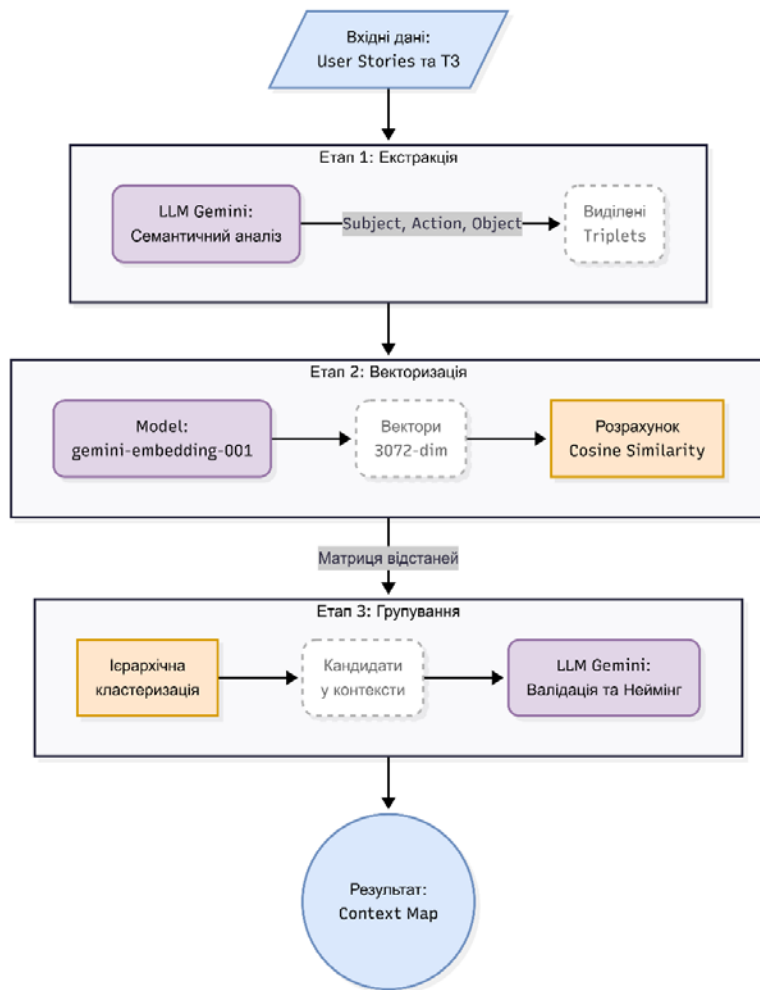 Вхідні дані:
User Stories та ТЗ
Етап 1: Екстракція
LLM Gemini:
Семантичний аналіз
Subject, Action, Object
Виділені
Triplets
Етап 2: Векторизація
Model:
gemini-embedding-001
Вектори
3072-dim
Розрахунок
Cosine Similarity
Матриця відстаней
Етап 3: Групування
Ієрархічна
кластеризація
Кандидати
у контексти
LLM Gemini:
Валідація та Неймінг
Результат:
Context Map